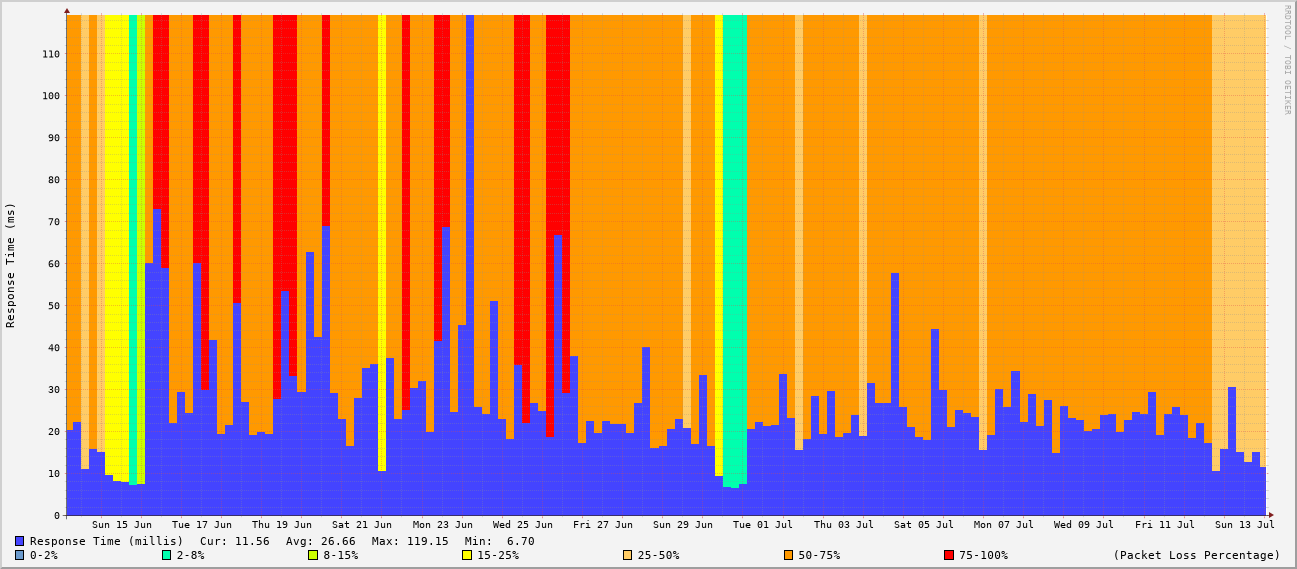 RRDTOOL / TOBI OETIKER
Response Time (ms)
110
100
90
80
70
60
50
40
30
20
10
0
Sun 15 Jun Tue 17 Jun Thu 19 Jun Sat 21 Jun Mon 23 Jun Wed 25 Jun Fri 27 Jun Sun 29 Jun Tue 01 Jul Thu 03 Jul Sat 05 Jul Mon 07 Jul Wed 09 Jul Fri 11 Jul Sun 13 Jul
Response Time (millis) Cur: 11.56 Avg: 26.66 Max: 119.15 Min: 6.70
0-2% 2-8% 8-15% 15-25% 25-50% 50-75% 75-100% (Packet Loss Percentage)